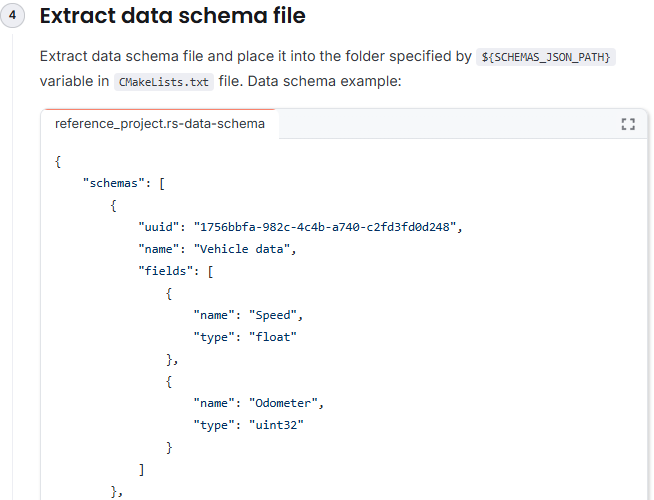 4
Extract data schema file
Extract data schema file and place it into the folder specified by ${SCHEMAS_JSON_PATH}
variable in CMakeLists.txt file. Data schema example:
reference_project.rs-data-schema
{
    "schemas": [
        {
            "uuid": "1756bbfa-982c-4c4b-a740-c2fd3fd0d248",
            "name": "Vehicle data",
            "fields": [
                {
                    "name": "Speed",
                    "type": "float"
                },
                {
                    "name": "Odometer",
                    "type": "uint32"
                }
            ]
        },